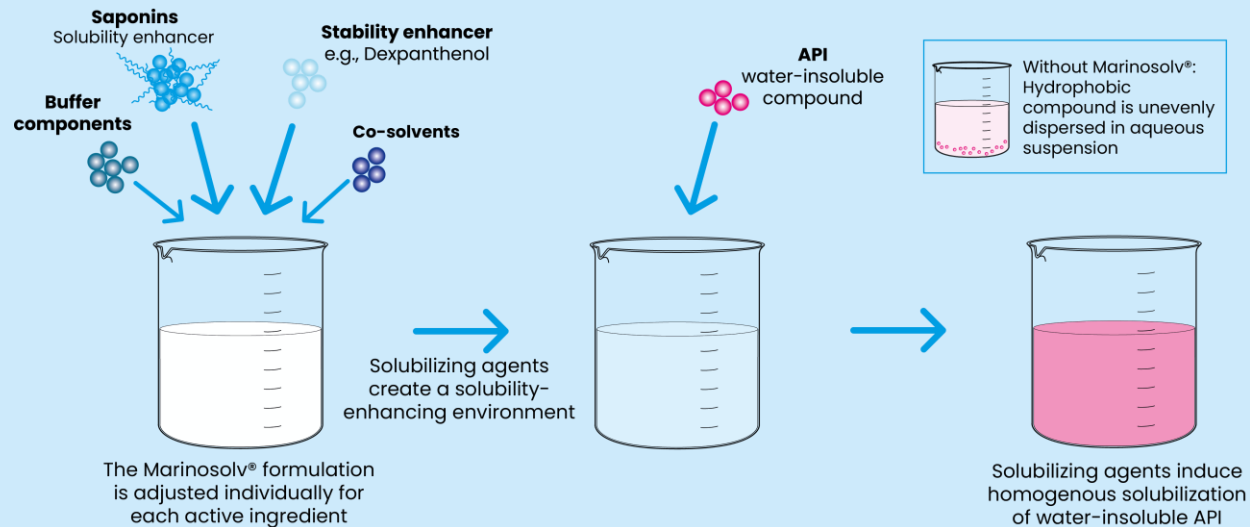 Saponins
Solubility enhancer
Stability enhancer
e.g., Dexpanthenol
Buffer
components
Co-solvents
API
water-insoluble
compound
Without Marinosolv®:
Hydrophobic
compound is unevenly
dispersed in aqueous
suspension
Solubilizing agents
create a solubility-
enhancing environment
The Marinosolv® formulation
is adjusted individually for
each active ingredient
Solubilizing agents induce
homogenous solubilization
of water-insoluble API